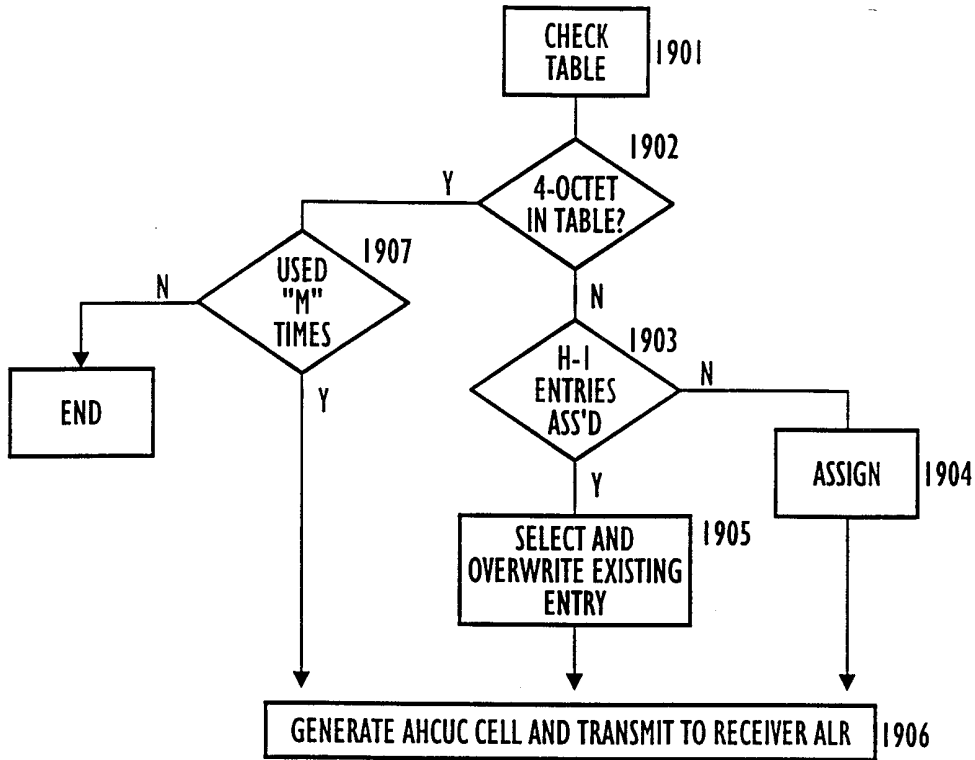 CHECK
TABLE
1901
1902
4-OCTET
IN TABLE?
Y
N
1907
USED
"M"
TIMES
N
Y
END
1903
H-1
ENTRIES
ASS'D
N
Y
ASSIGN
1904
1905
SELECT AND
OVERWRITE EXISTING
ENTRY
GENERATE AHCUC CELL AND TRANSMIT TO RECEIVER ALR
1906